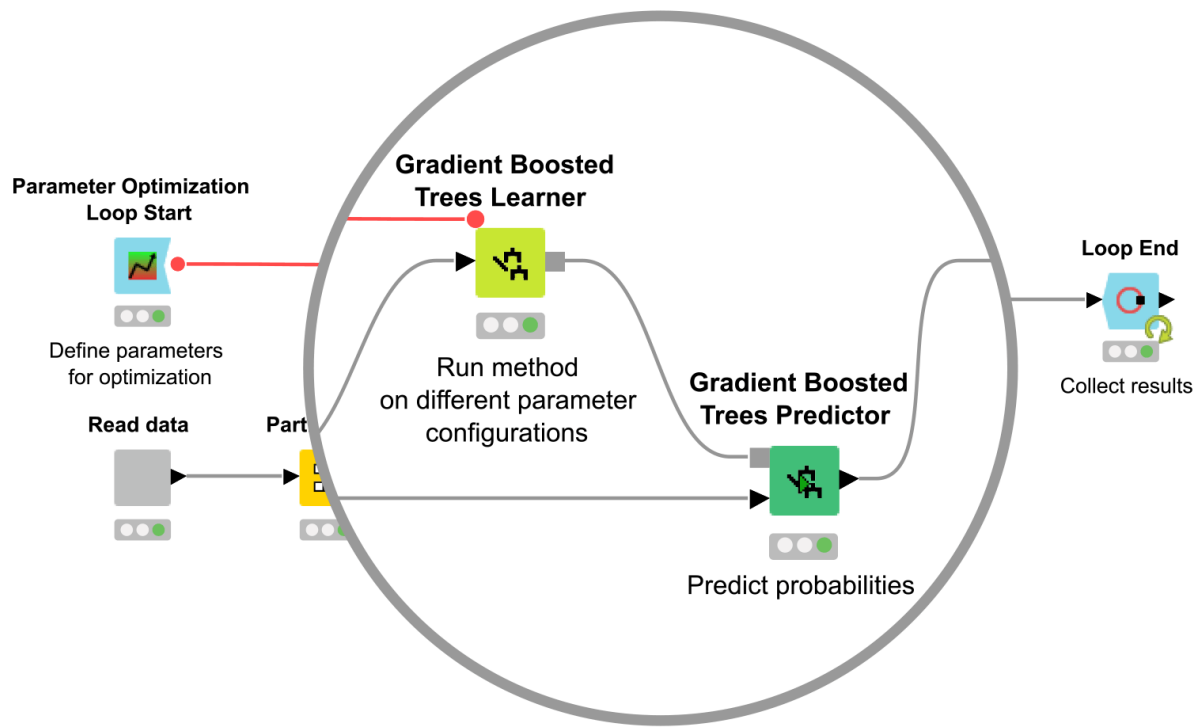 Parameter Optimization
Loop Start
Define parameters
for optimization
Read data
Part
Gradient Boosted
Trees Learner
Run method
on different parameter
configurations
Gradient Boosted
Trees Predictor
Predict probabilities
Loop End
Collect results